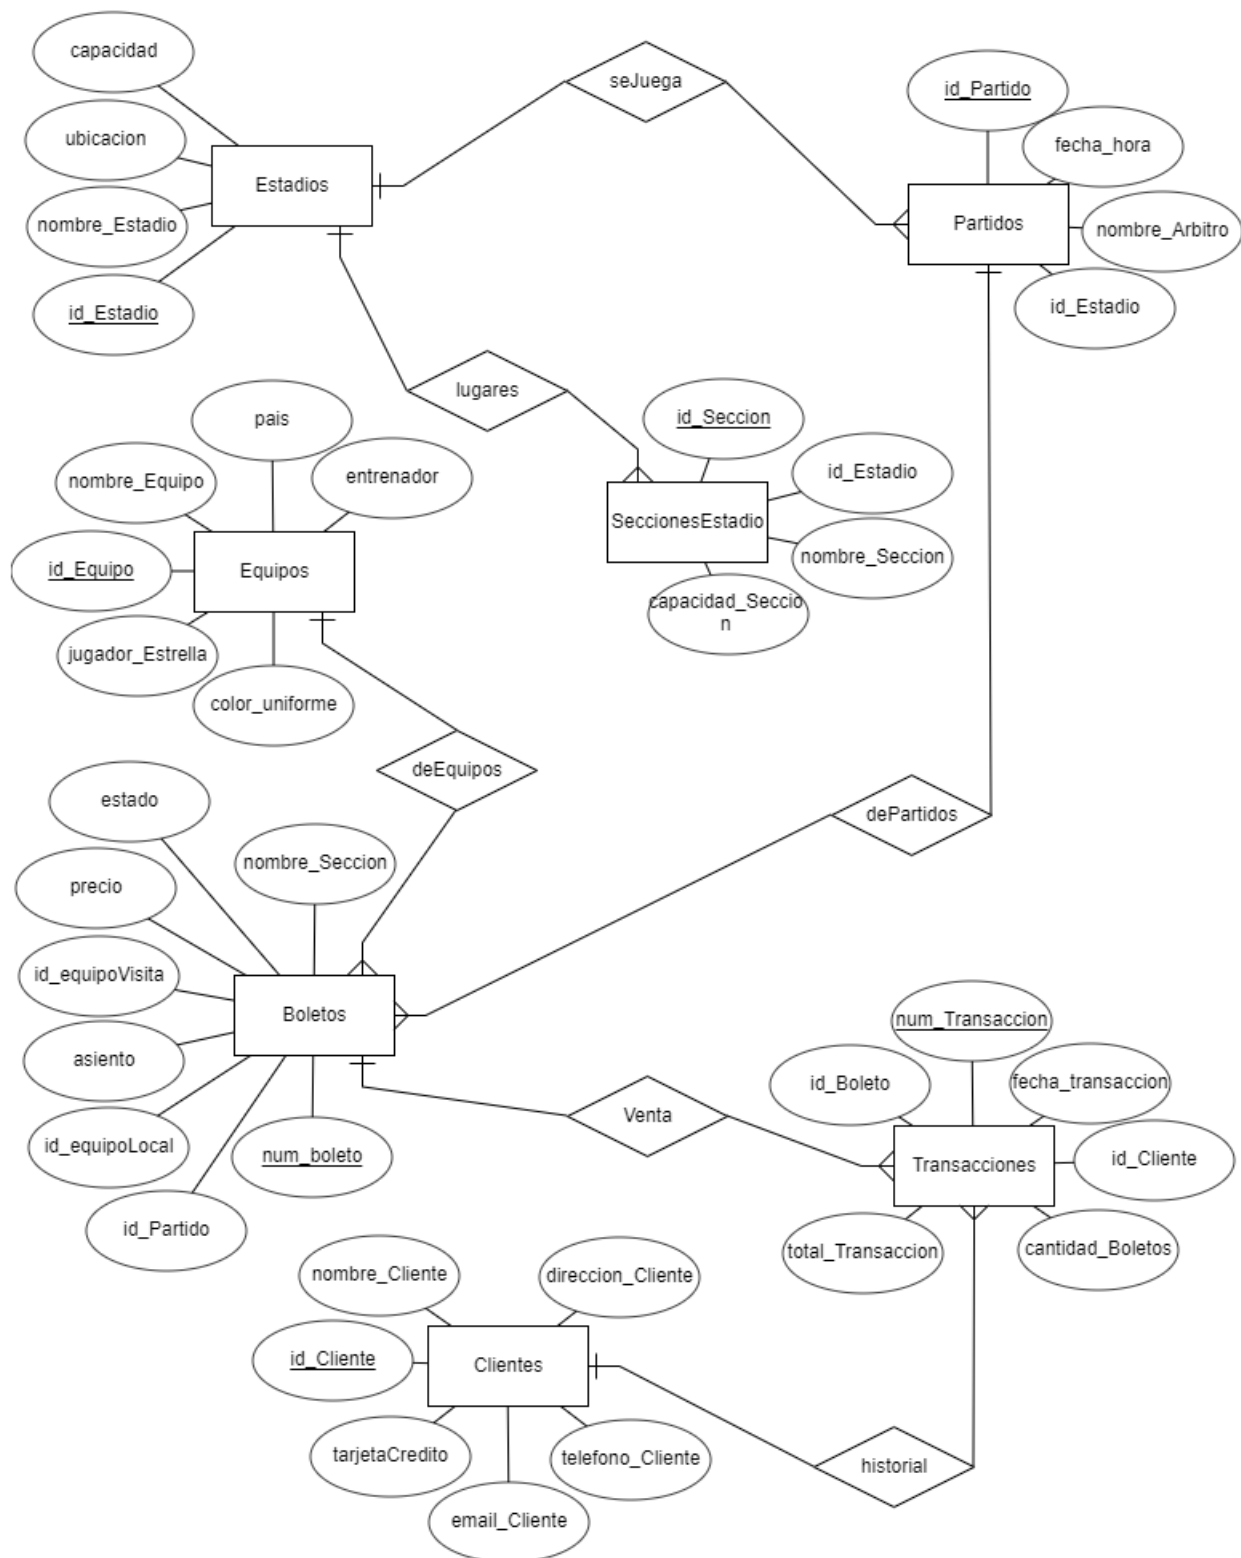 capacidad
seJuega
id_Partido
ubicacion
fecha_hora
Estadios
nombre_Estadio
Partidos
nombre_Arbitro
id_Estadio
id_Estadio
lugares
pais
id_Seccion
nombre_Equipo
entrenador
id_Estadio
SeccionesEstadio
nombre_Seccion
id_Equipo
Equipos
capacidad_Seccio
n
jugador_Estrella
color_uniforme
deEquipos
estado
dePartidos
nombre_Seccion
precio
id_equipoVisita
Boletos
num_Transaccion
asiento
id_Boleto
fecha_transaccion
Venta
id_equipoLocal
num_boleto
Transacciones
id_Cliente
id_Partido
total_Transaccion
cantidad_Boletos
nombre_Cliente
direccion_Cliente
id_Cliente
Clientes
tarjetaCredito
telefono_Cliente
historial
email_Cliente